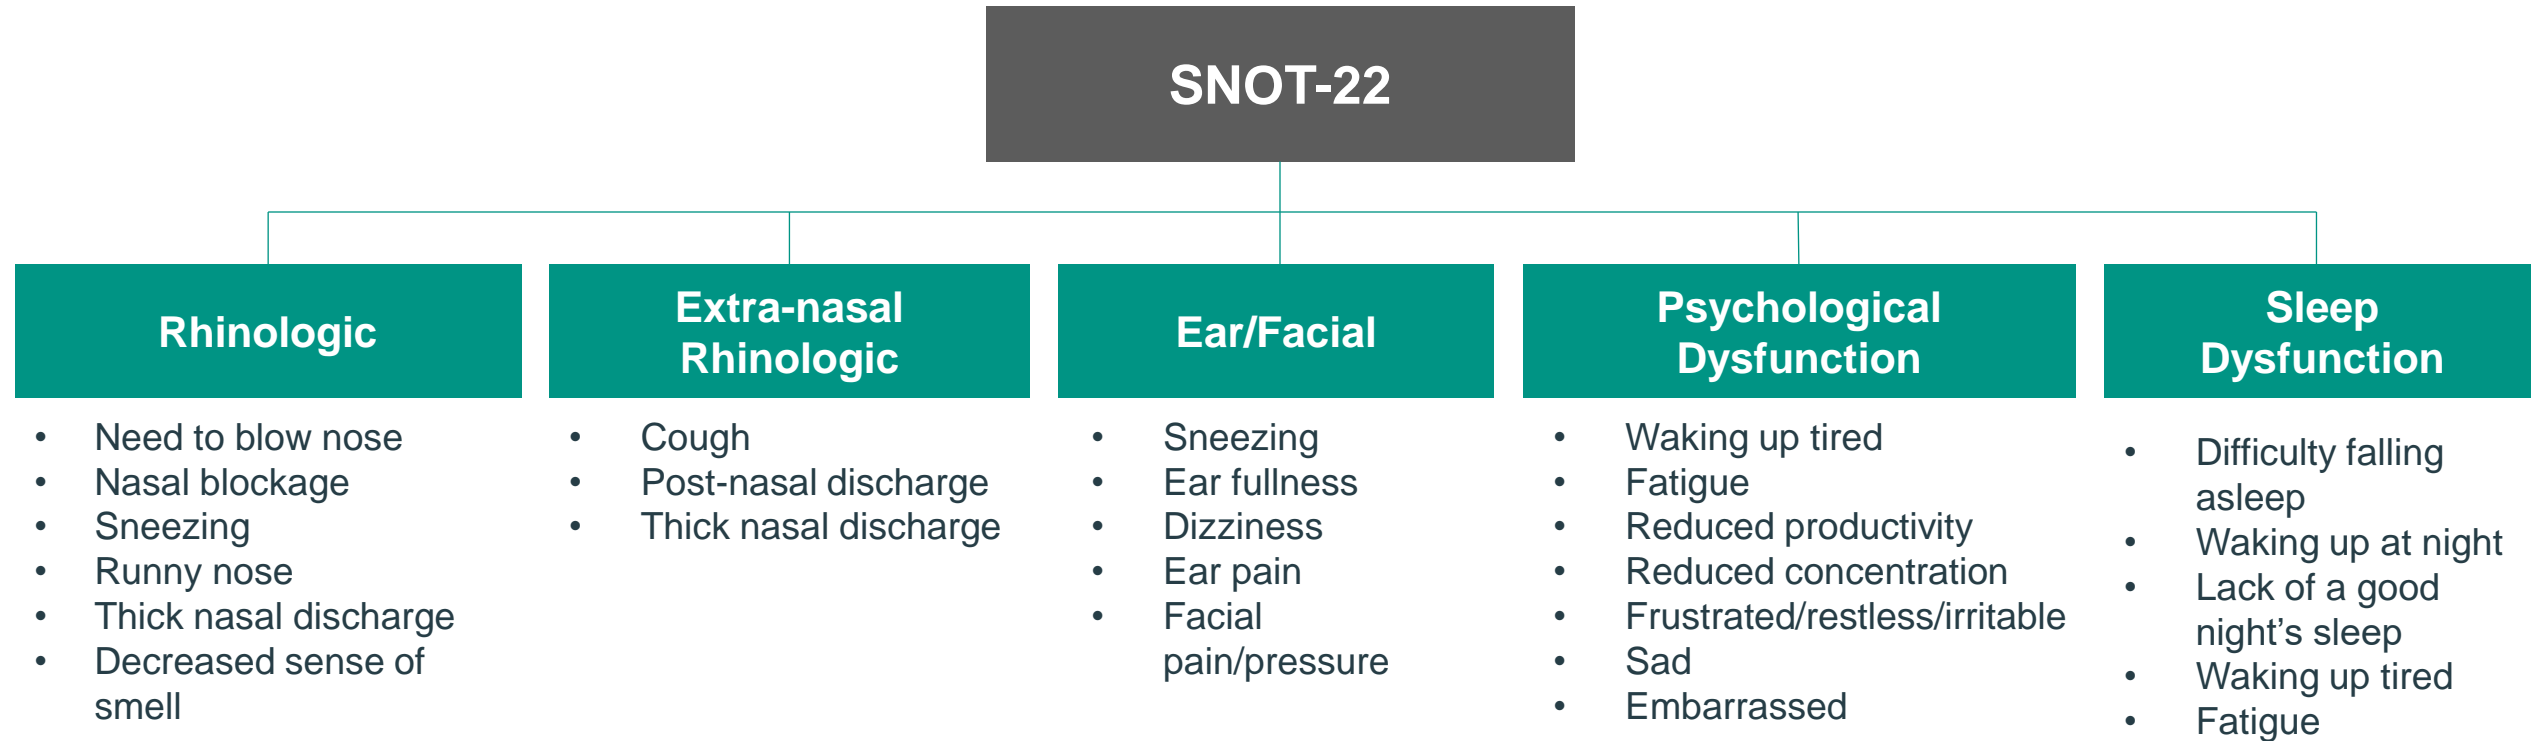 SNOT-22
Rhinologic
• Need to blow nose
• Nasal blockage
• Sneezing
• Runny nose
• Thick nasal discharge
• Decreased sense of
smell
Extra-nasal
Rhinologic
• Cough
• Post-nasal discharge
• Thick nasal discharge
Ear/Facial
• Sneezing
• Ear fullness
• Dizziness
• Ear pain
• Facial
pain/pressure
Psychological
Dysfunction
• Waking up tired
• Fatigue
• Reduced productivity
• Reduced concentration
• Frustrated/restless/irritable
• Sad
• Embarrassed
Sleep
Dysfunction
• Difficulty falling
asleep
• Waking up at night
• Lack of a good
night’s sleep
• Waking up tired
• Fatigue